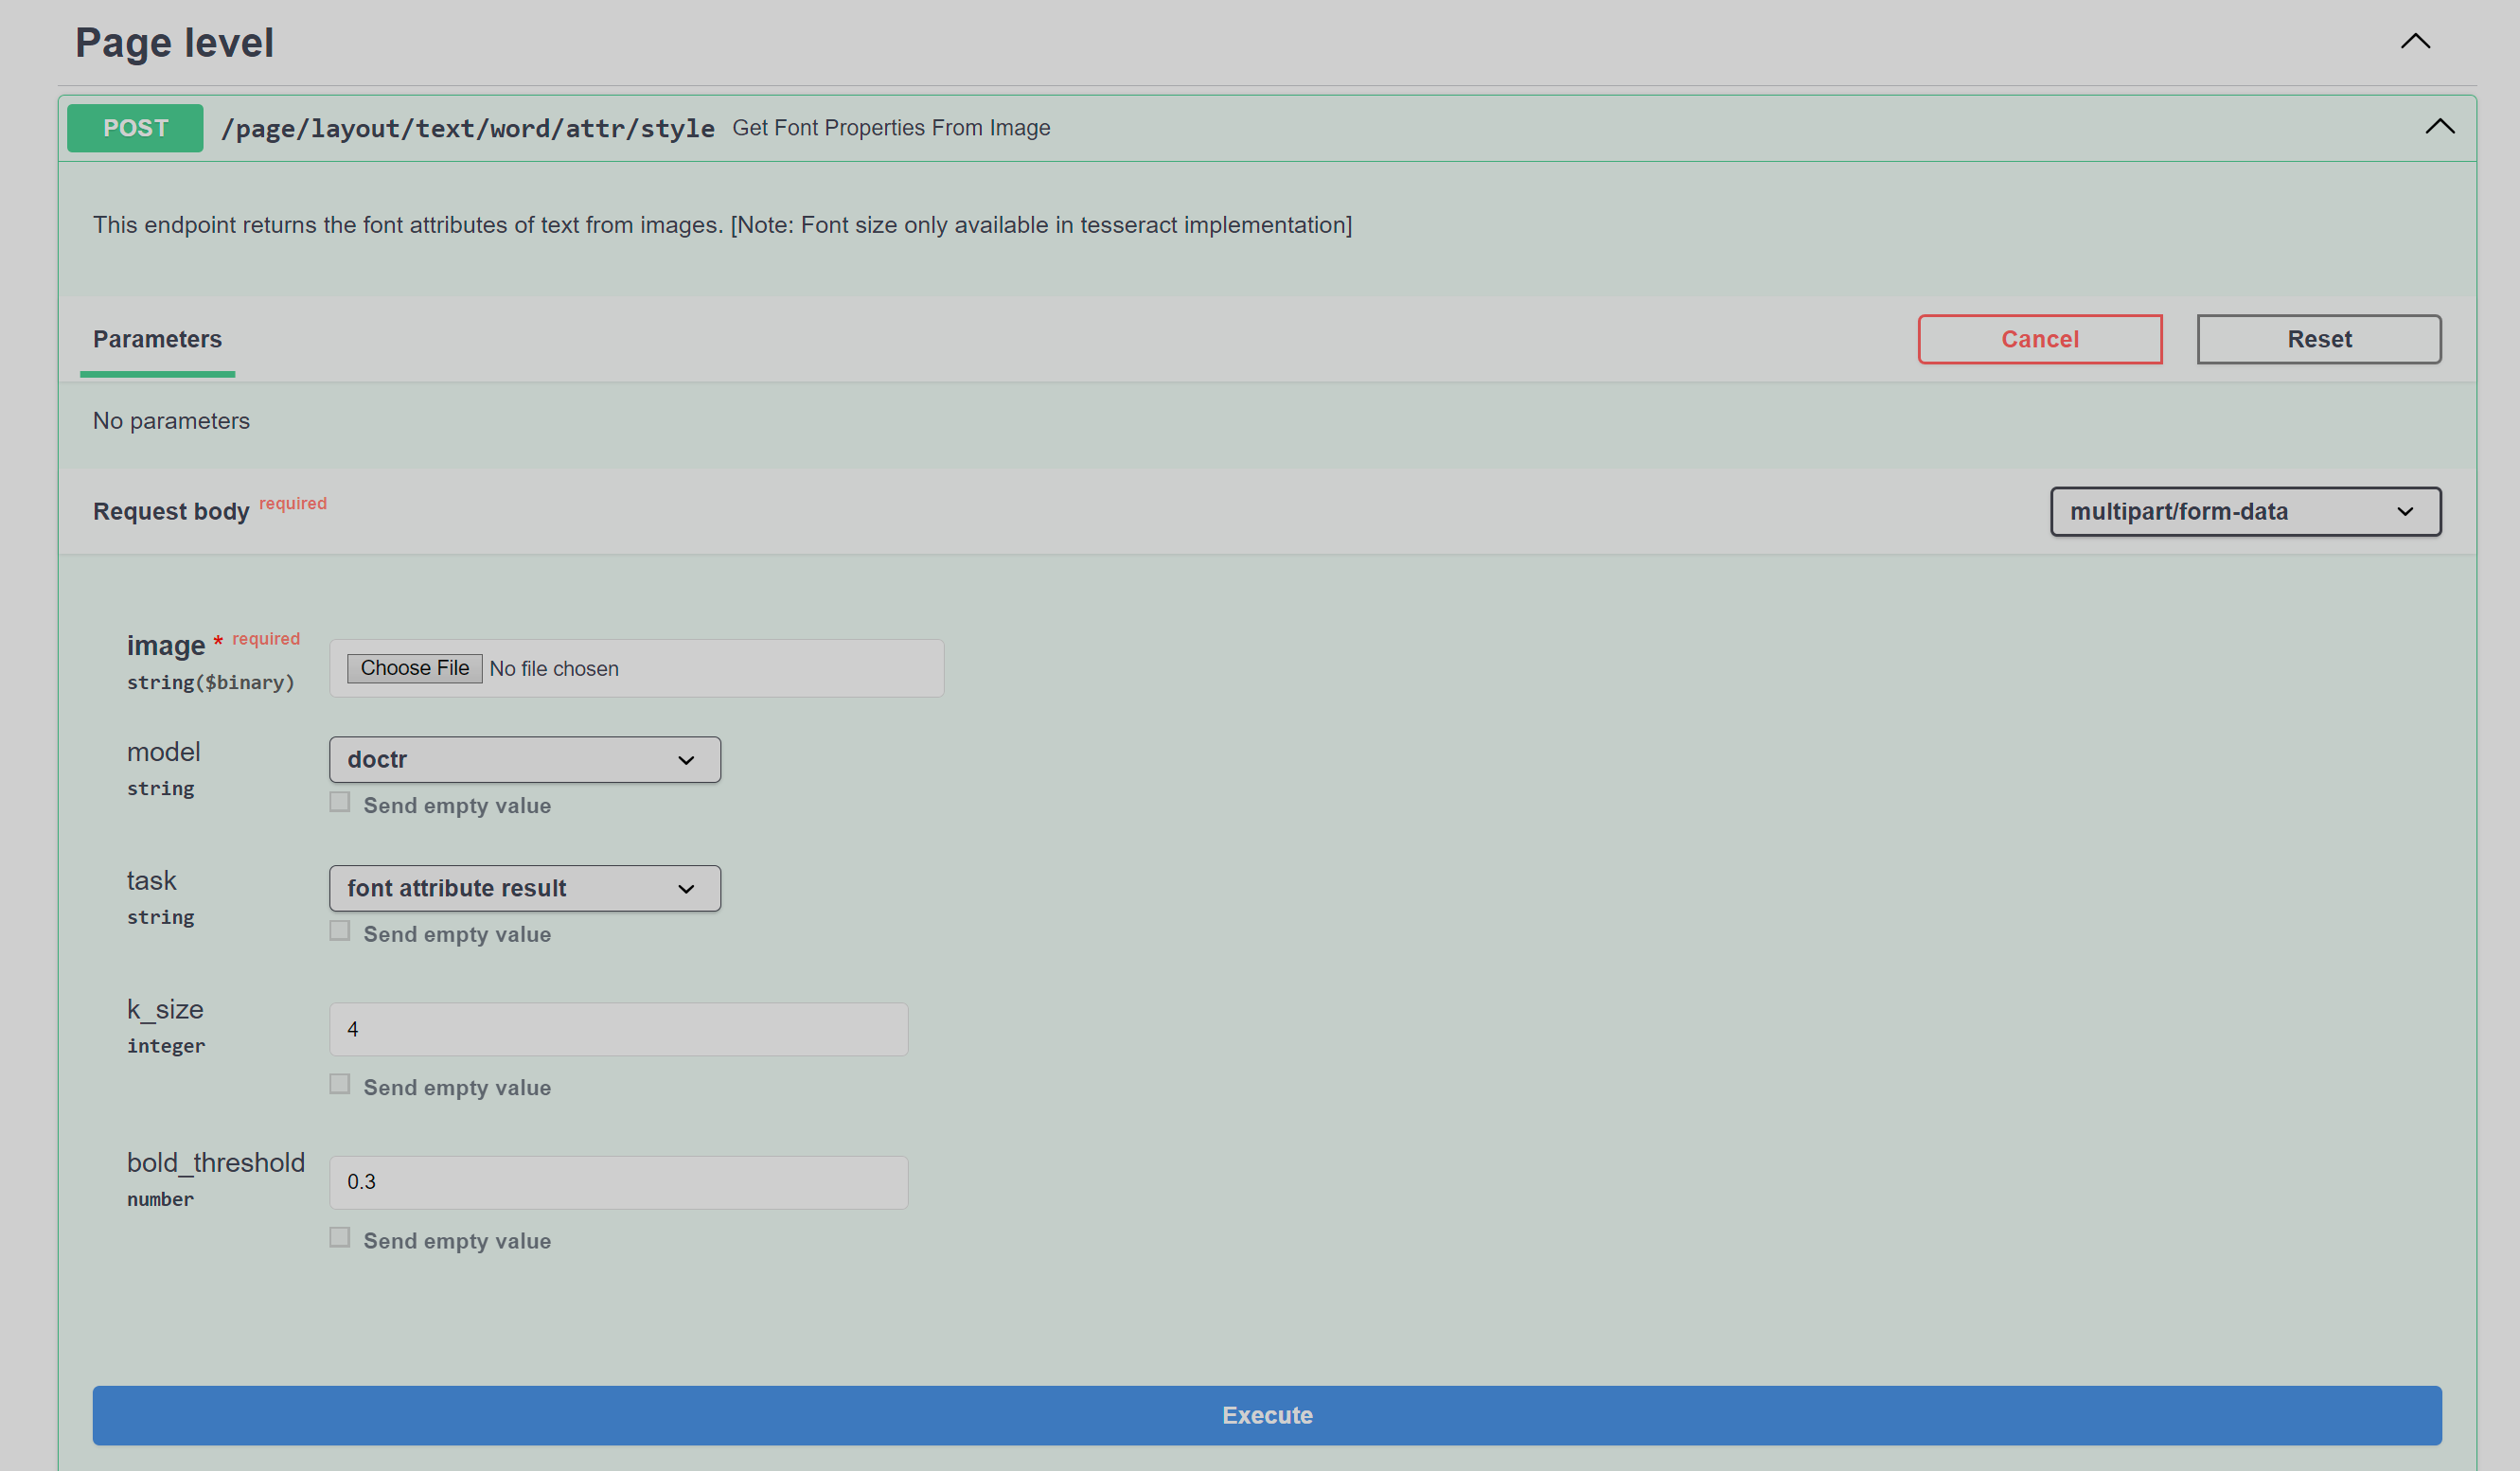 Page level
POST /page/layout/text/word/attr/style Get Font Properties From Image
This endpoint returns the font attributes of text from images. [Note: Font size only available in tesseract implementation]
Parameters Cancel Reset
No parameters
Request body required multipart/form-data
image * required
string($binary) Choose File No file chosen
model doctr
string
Send empty value
task font attribute result
string
Send empty value
k_size 4
integer
Send empty value
bold_threshold 0.3
number
Send empty value
Execute